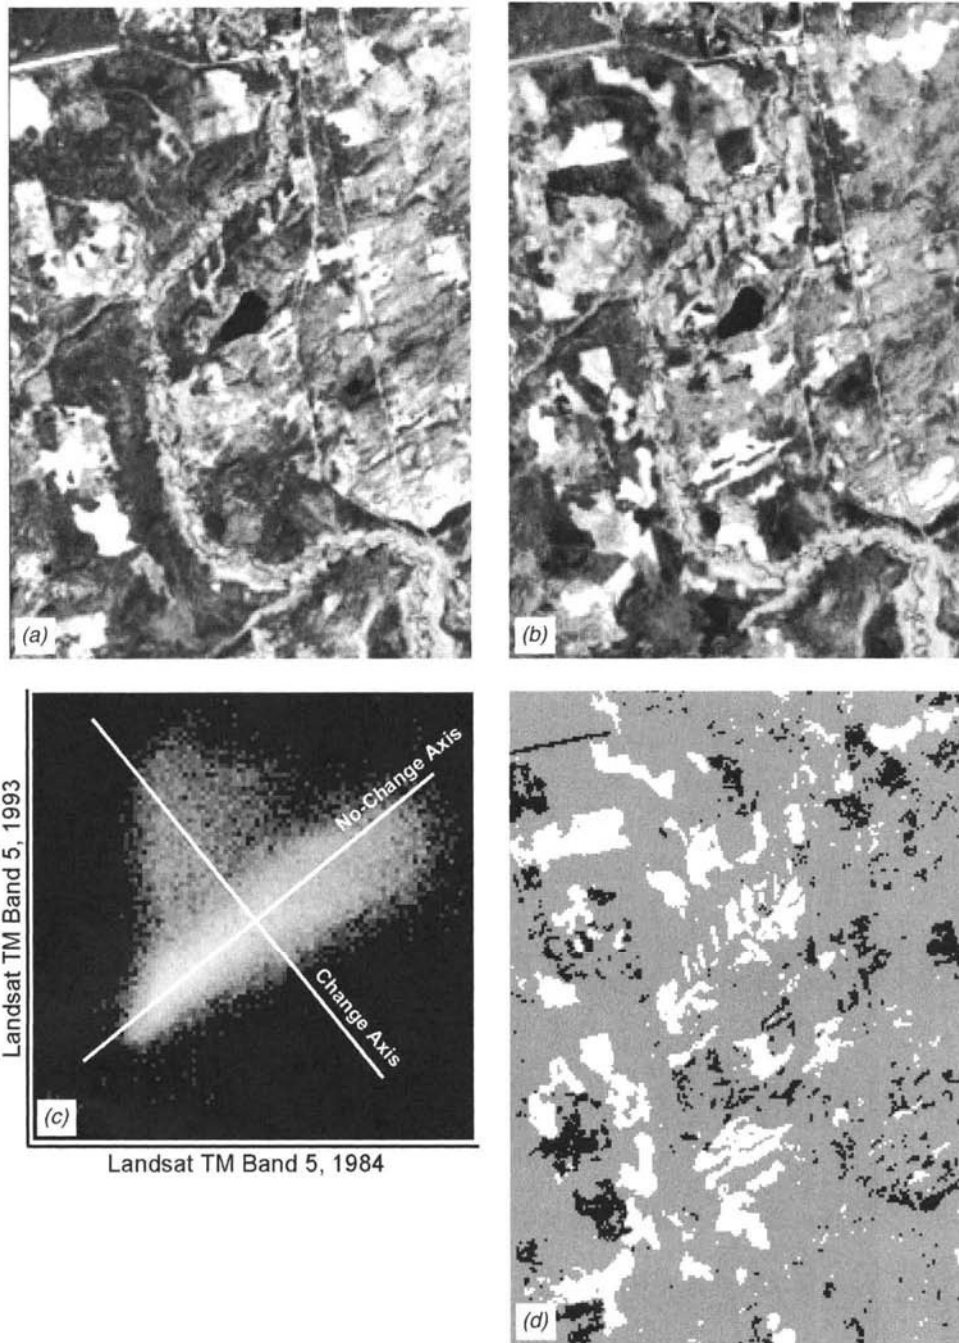 (a)
(b)
Landsat TM Band 5, 1993
No-Change Axis
Change Axis
(c)
Landsat TM Band 5, 1984
(d)